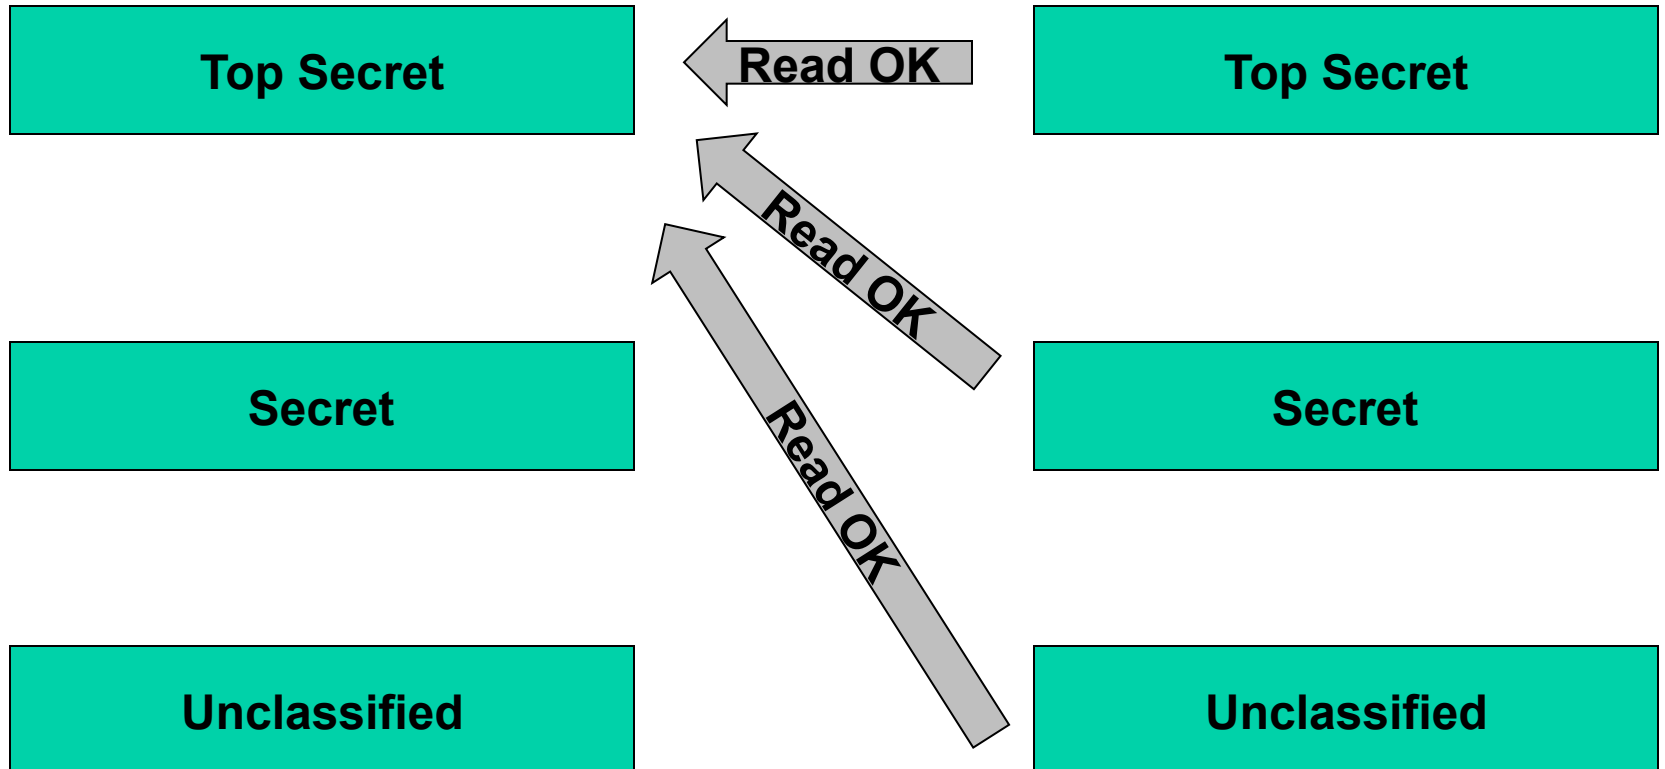 Top Secret
Read OK
Top Secret
Read OK
Secret
Read OK
Secret
Unclassified
Unclassified